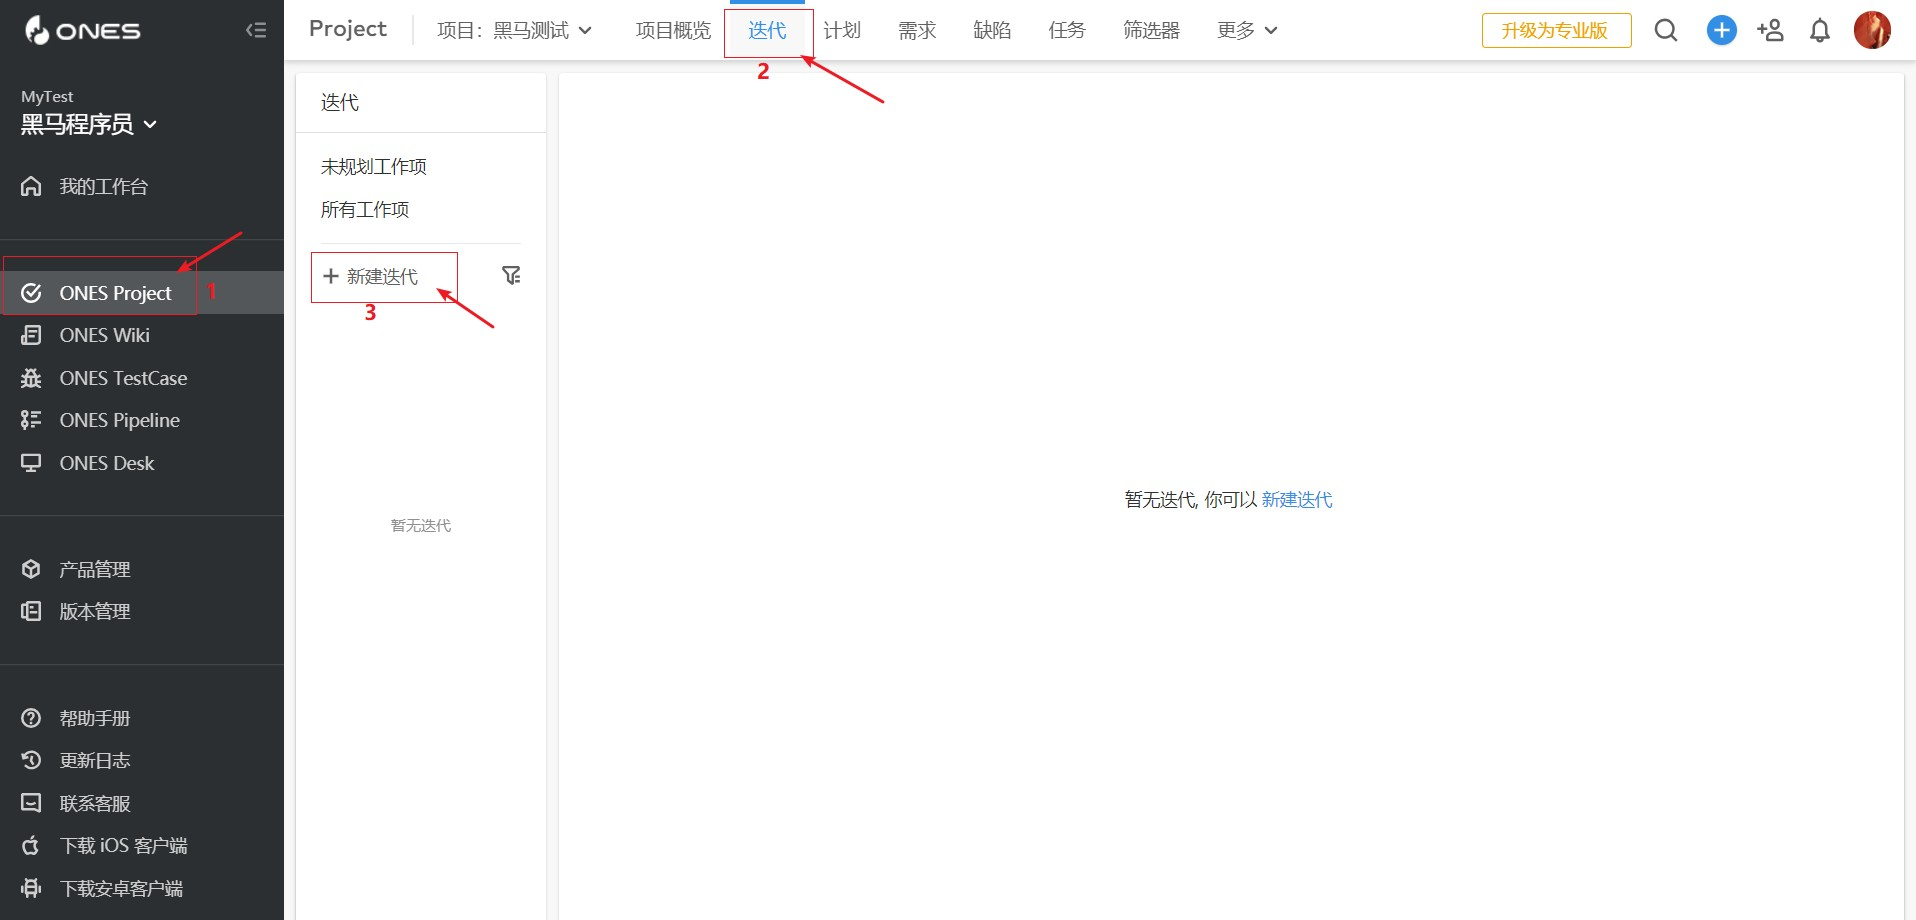 ONES
MyTest
黑马程序员
我的工作台
ONES Project
1
ONES Wiki
ONES TestCase
ONES Pipeline
ONES Desk
产品管理
版本管理
帮助手册
更新日志
联系客服
下载 iOS 客户端
下载安卓客户端
Project
项目：黑马测试
项目概览
迭代
计划
需求
缺陷
任务
筛选器
更多
升级为专业版
2
迭代
未规划工作项
所有工作项
新建迭代
3
暂无迭代
暂无迭代, 你可以 新建迭代